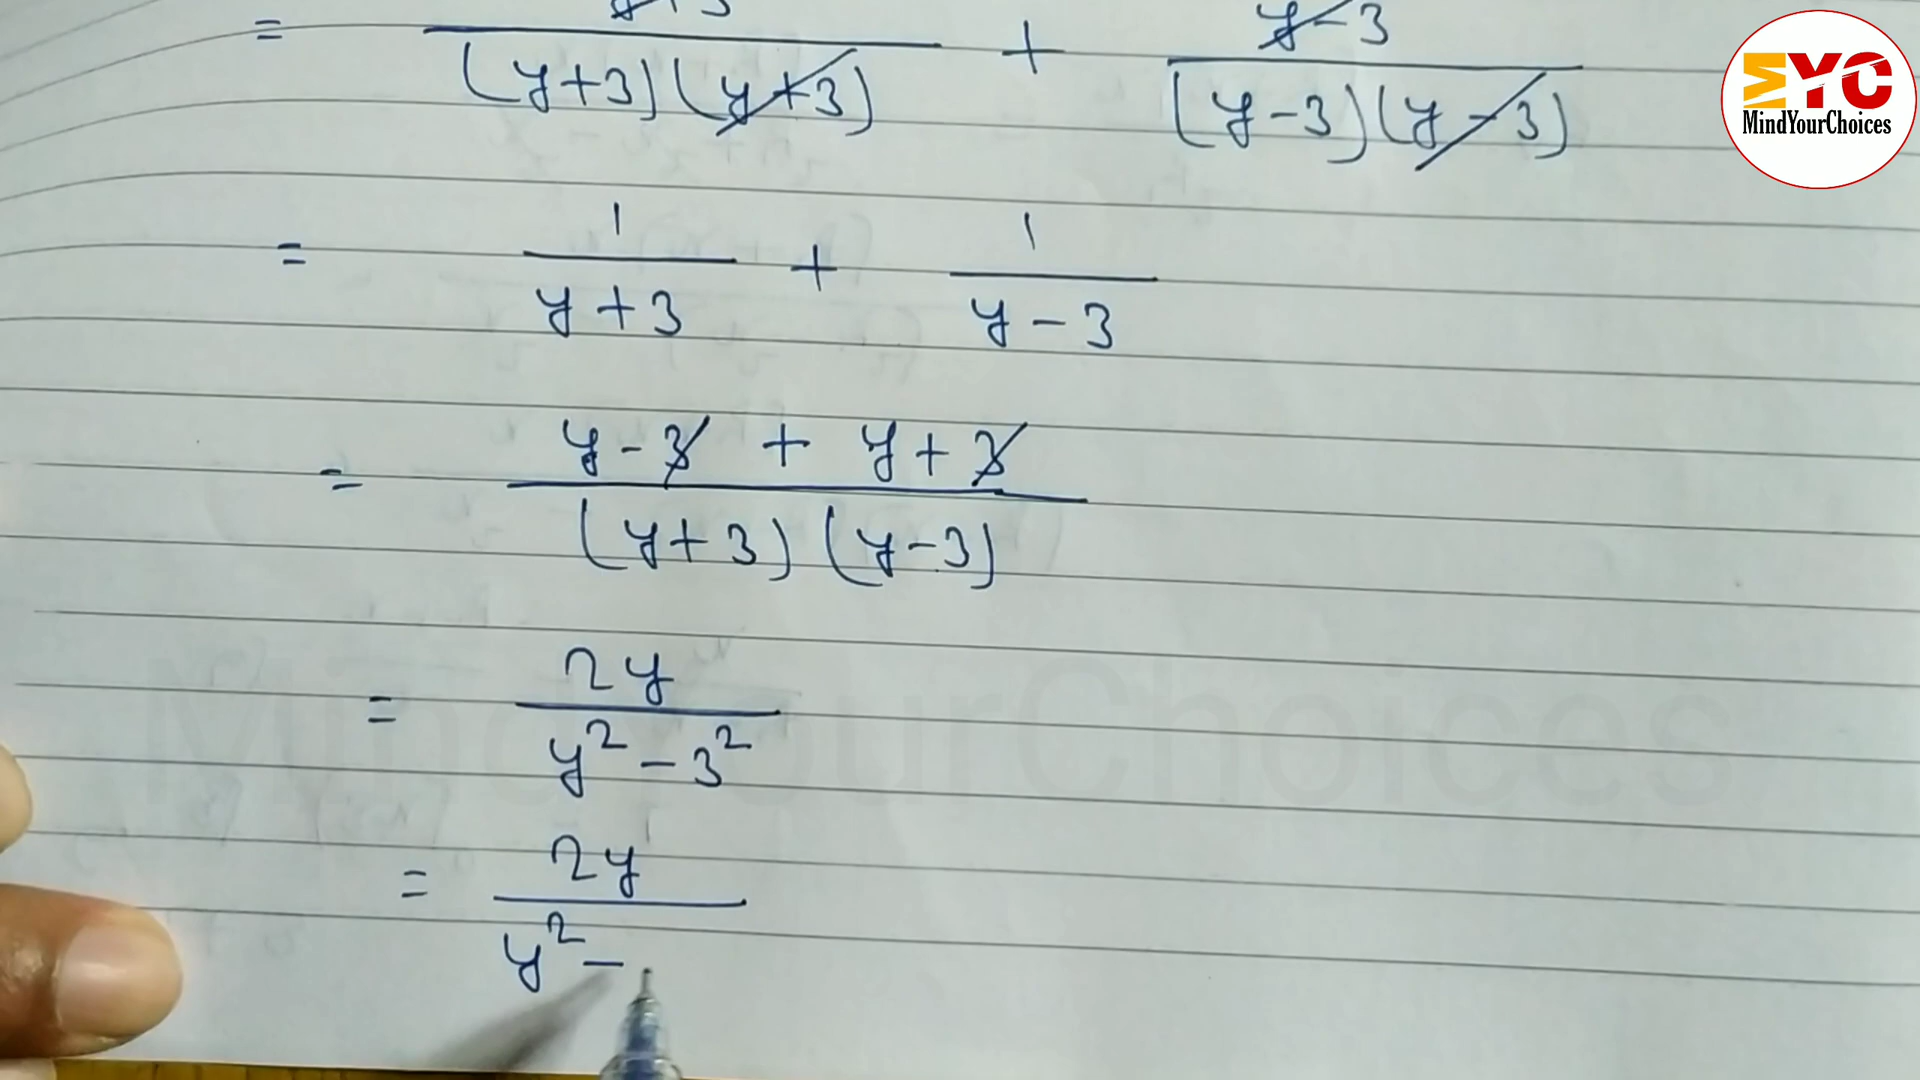 = y+3 / (y+3)(y+3) + y-3 / (y-3)(y-3)
= 1 / y+3 + 1 / y-3
= y-3 + y+3 / (y+3)(y-3)
= 2y / y² - 3²
= 2y / y² -
MYC
MindYourChoices
MindYourChoices